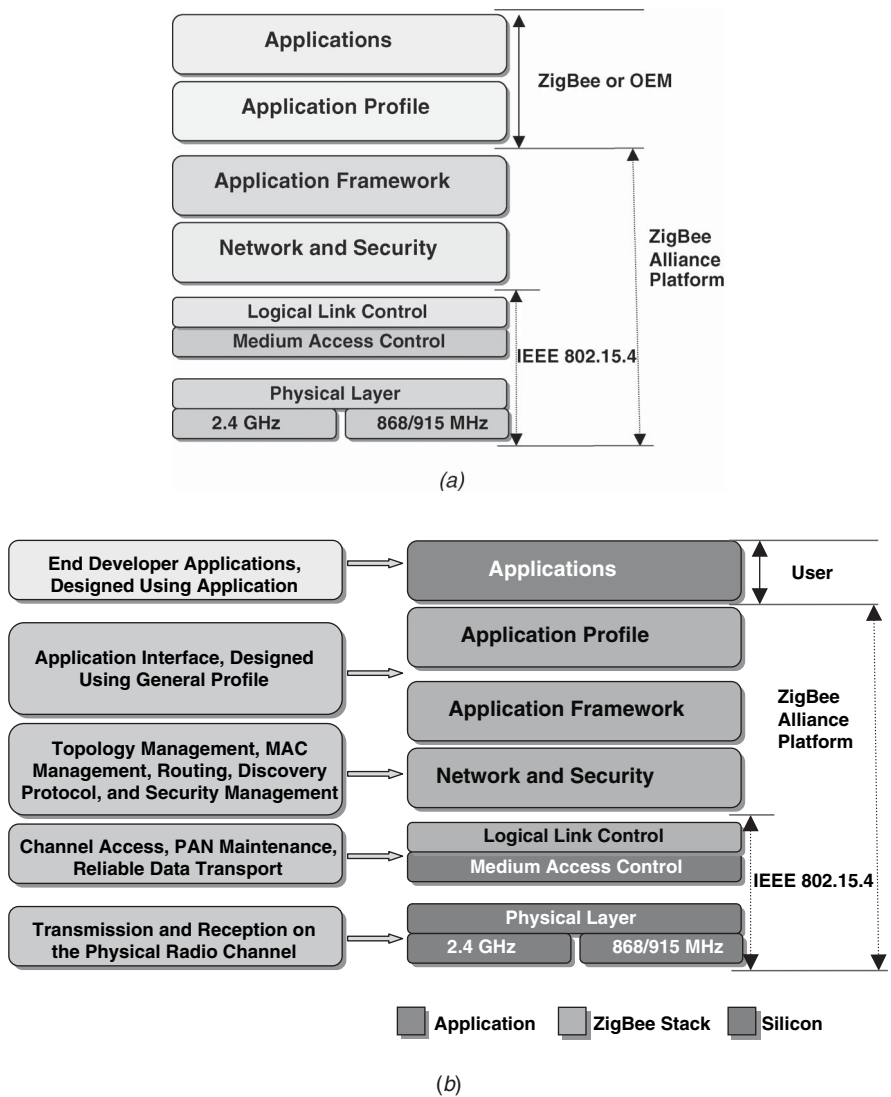 Applications
ZigBee or OEM
Application Profile
Application Framework
Network and Security
ZigBee
Alliance
Platform
Logical Link Control
Medium Access Control
IEEE 802.15.4
Physical Layer
2.4 GHz
868/915 MHz
(a)
End Developer Applications,
Designed Using Application
Applications
User
Application Profile
Application Interface, Designed
Using General Profile
Application Framework
ZigBee
Alliance
Platform
Topology Management, MAC
Management, Routing, Discovery
Protocol, and Security Management
Network and Security
Channel Access, PAN Maintenance,
Reliable Data Transport
Logical Link Control
Medium Access Control
IEEE 802.15.4
Transmission and Reception on
the Physical Radio Channel
Physical Layer
2.4 GHz
868/915 MHz
Application
ZigBee Stack
Silicon
(b)